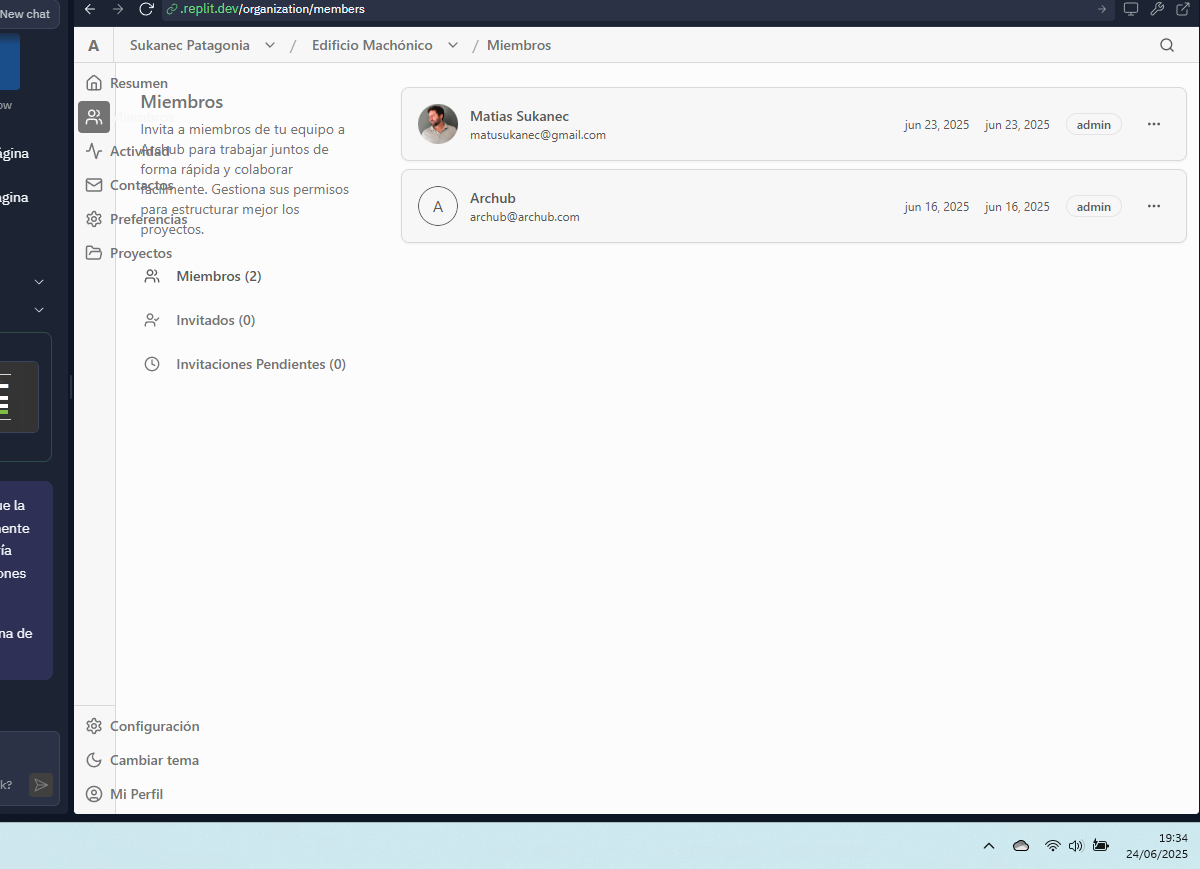 New chat
.replit.dev/organization/members
A Sukanec Patagonia / Edificio Machónico / Miembros
ow
ágina
ágina
ue la
mente
ía
ones
na de
k?
Resumen
Actividad
Contactos
Preferencias
Proyectos
Configuración
Cambiar tema
Mi Perfil
Miembros
Invita a miembros de tu equipo a
Archub para trabajar juntos de
forma rápida y colaborar
fácilmente. Gestiona sus permisos
para estructurar mejor los
proyectos.
Miembros (2)
Invitados (0)
Invitaciones Pendientes (0)
Matias Sukanec
matusukanec@gmail.com
jun 23, 2025 jun 23, 2025 admin
A
Archub
archub@archub.com
jun 16, 2025 jun 16, 2025 admin
19:34
24/06/2025